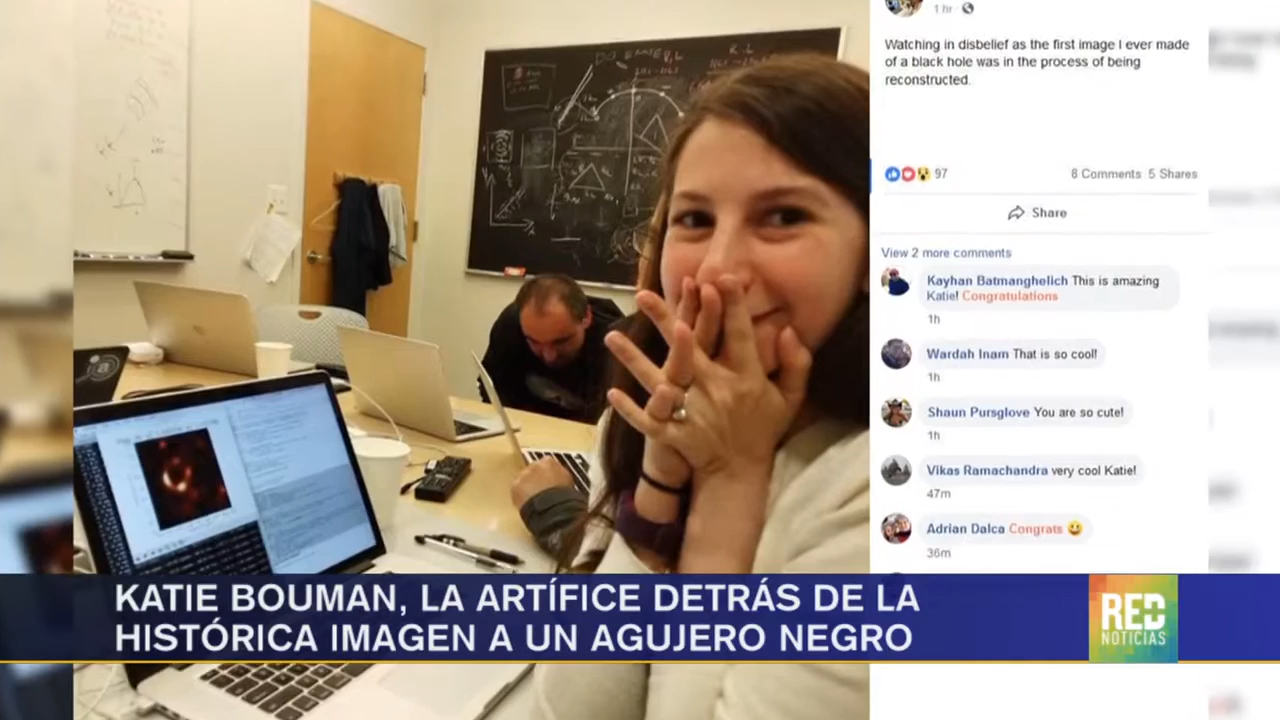 1 hr
Watching in disbelief as the first image I ever made
of a black hole was in the process of being
reconstructed.
97
8 Comments 5 Shares
Share
View 2 more comments
Kayhan Batmanghelich This is amazing
Katie! Congratulations
1h
Wardah Inam That is so cool!
1h
Shaun Pursglove You are so cute!
1h
Vikas Ramachandra very cool Katie!
47m
Adrian Dalca Congrats
36m
KATIE BOUMAN, LA ARTÍFICE DETRÁS DE LA
HISTÓRICA IMAGEN A UN AGUJERO NEGRO
RED
NOTICIAS